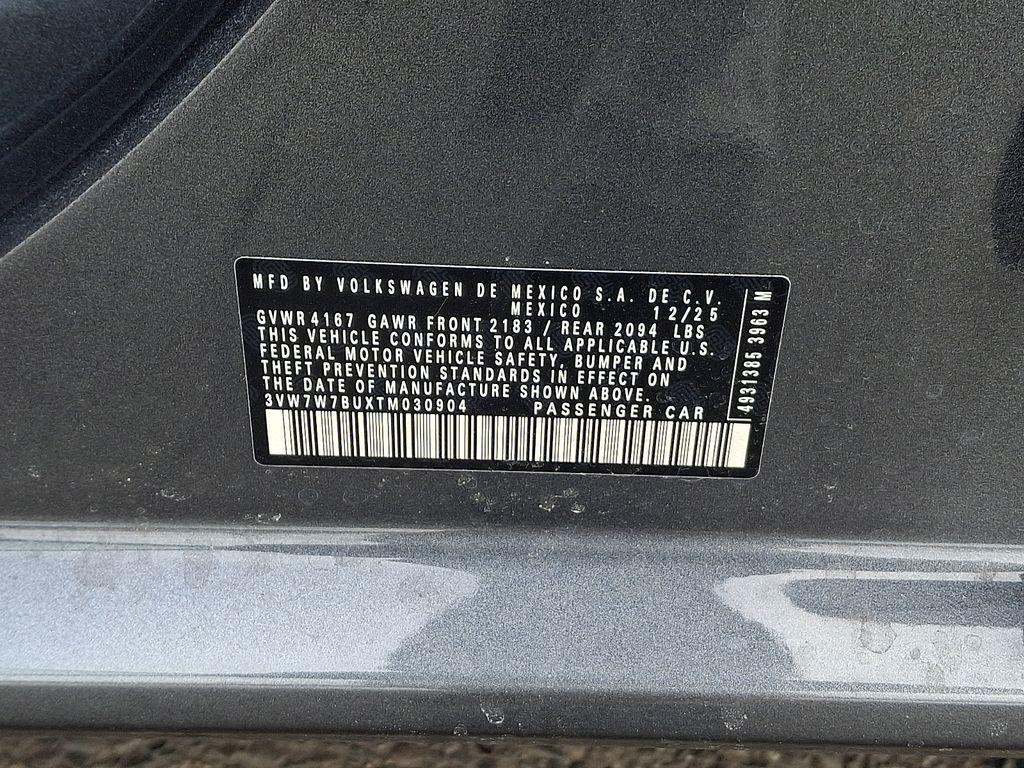 MFD BY VOLKSWAGEN DE MEXICO S.A. DE C.V.
MEXICO 12/25
GVWR 4167 GAWR FRONT 2183 / REAR 2094 LBS
THIS VEHICLE CONFORMS TO ALL APPLICABLE U.S.
FEDERAL MOTOR VEHICLE SAFETY, BUMPER AND
THEFT PREVENTION STANDARDS IN EFFECT ON
THE DATE OF MANUFACTURE SHOWN ABOVE.
3VW7W7BUXTM030904 PASSENGER CAR
4931385 3963 M